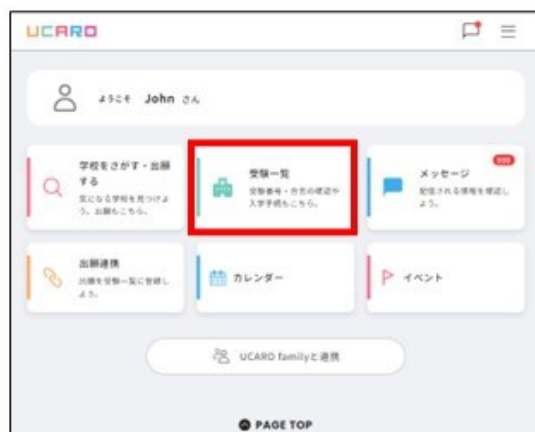 UCARO
ようこそ John さん
学校をさがす・出願
する
気になる学校を見つけよ
う。出願もこちら。
受験一覧
受験番号・合否の確認や
入学手続もこちら。
999
メッセージ
配信される情報を確認し
よう。
出願連携
出願を受験一覧に登録し
よう。
カレンダー
イベント
UCARO familyと連携
PAGE TOP